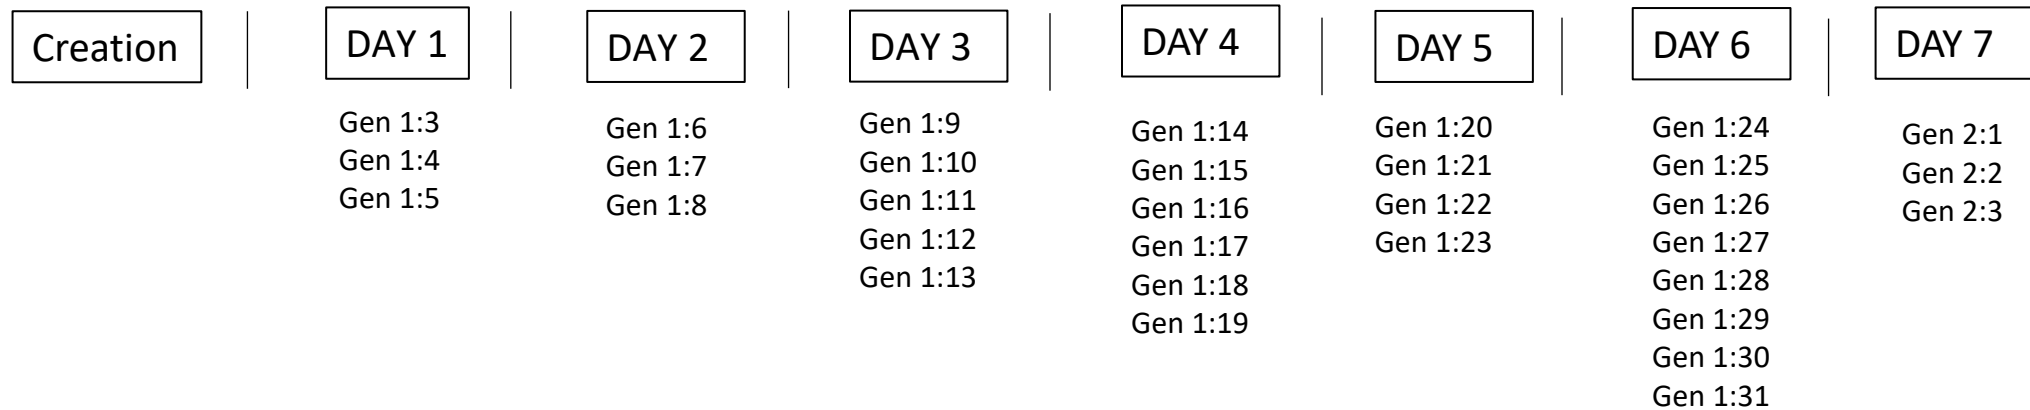 Creation
DAY 1
Gen 1:3
Gen 1:4
Gen 1:5
DAY 2
Gen 1:6
Gen 1:7
Gen 1:8
DAY 3
Gen 1:9
Gen 1:10
Gen 1:11
Gen 1:12
Gen 1:13
DAY 4
Gen 1:14
Gen 1:15
Gen 1:16
Gen 1:17
Gen 1:18
Gen 1:19
DAY 5
Gen 1:20
Gen 1:21
Gen 1:22
Gen 1:23
DAY 6
Gen 1:24
Gen 1:25
Gen 1:26
Gen 1:27
Gen 1:28
Gen 1:29
Gen 1:30
Gen 1:31
DAY 7
Gen 2:1
Gen 2:2
Gen 2:3